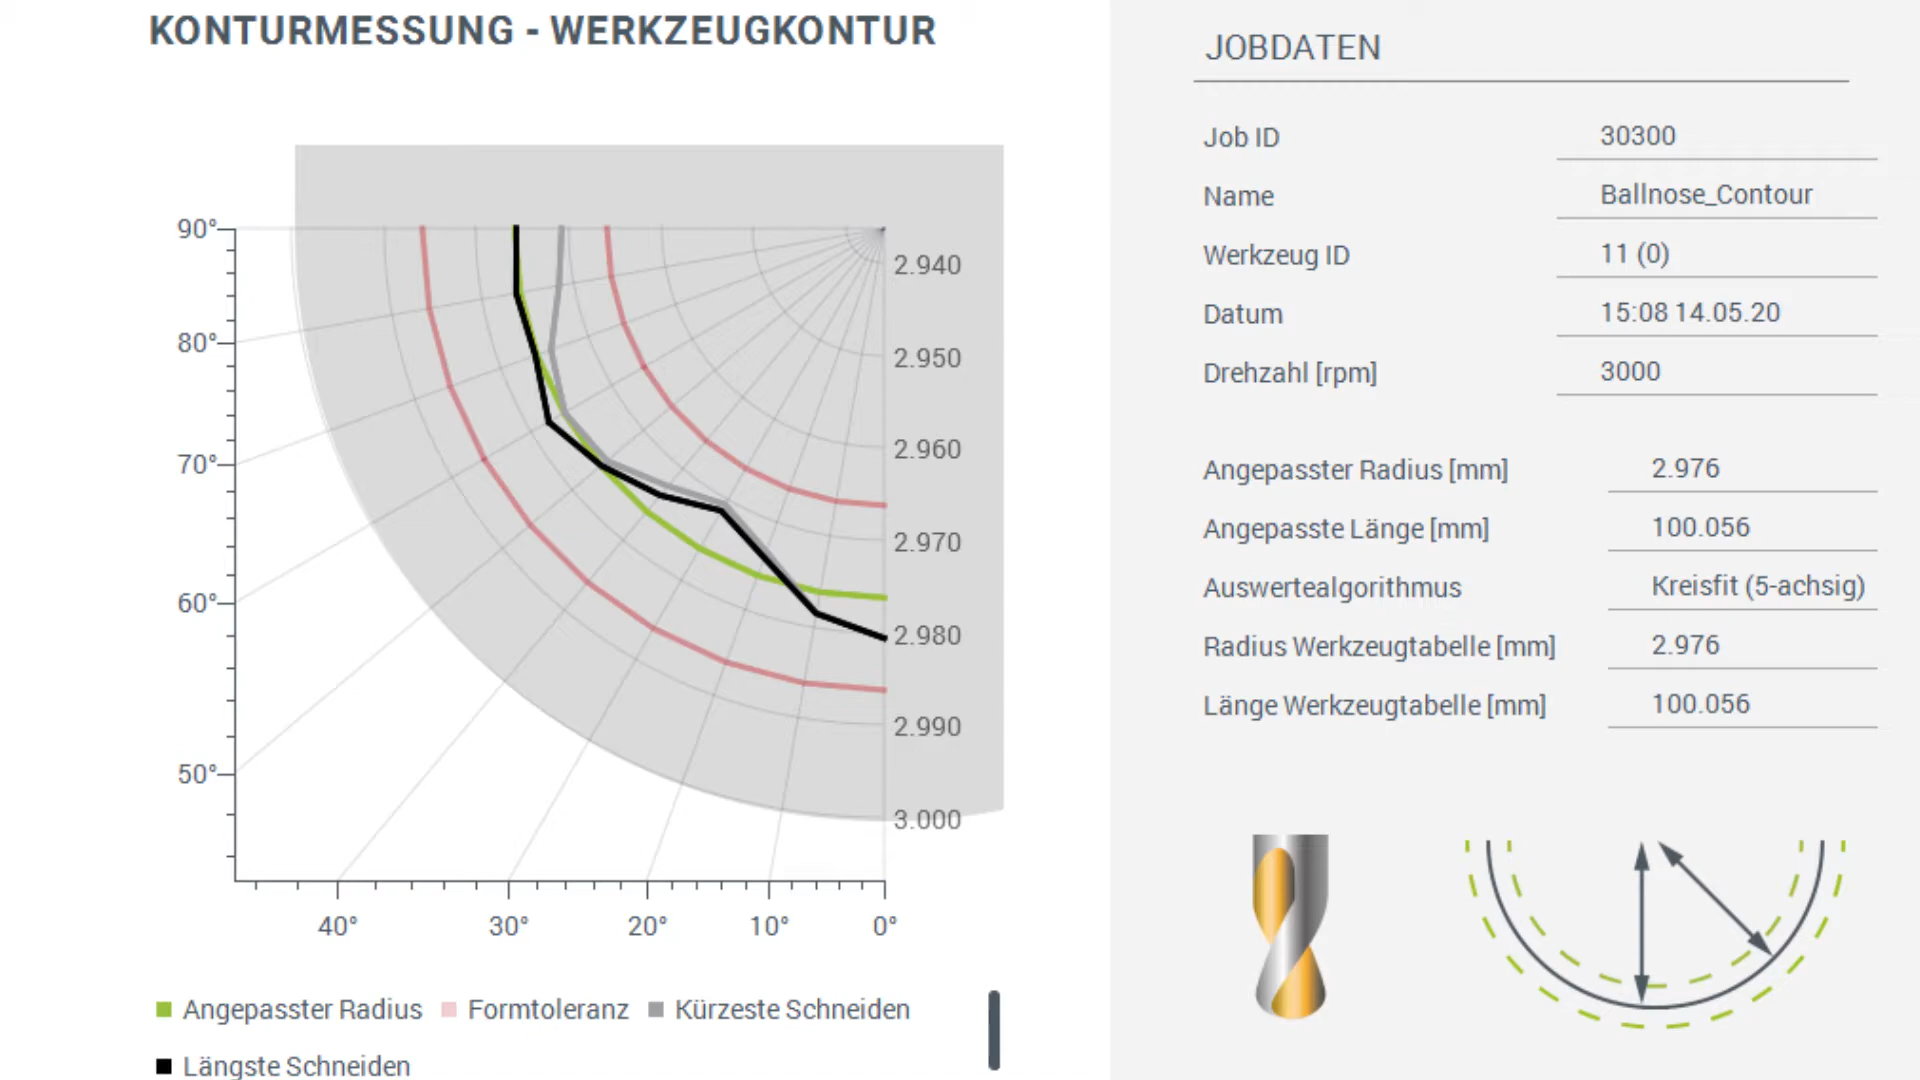 KONTURMESSUNG - WERKZEUGKONTUR
90°
80°
70°
60°
50°
40°
30°
20°
10°
0°
2.940
2.950
2.960
2.970
2.980
2.990
3.000
Angepasster Radius
Formtoleranz
Kürzeste Schneiden
Längste Schneiden
JOBDATEN
Job ID 30300
Name Ballnose_Contour
Werkzeug ID 11 (0)
Datum 15:08 14.05.20
Drehzahl [rpm] 3000
Angepasster Radius [mm] 2.976
Angepasste Länge [mm] 100.056
Auswertealgorithmus Kreisfit (5-achsig)
Radius Werkzeugtabelle [mm] 2.976
Länge Werkzeugtabelle [mm] 100.056